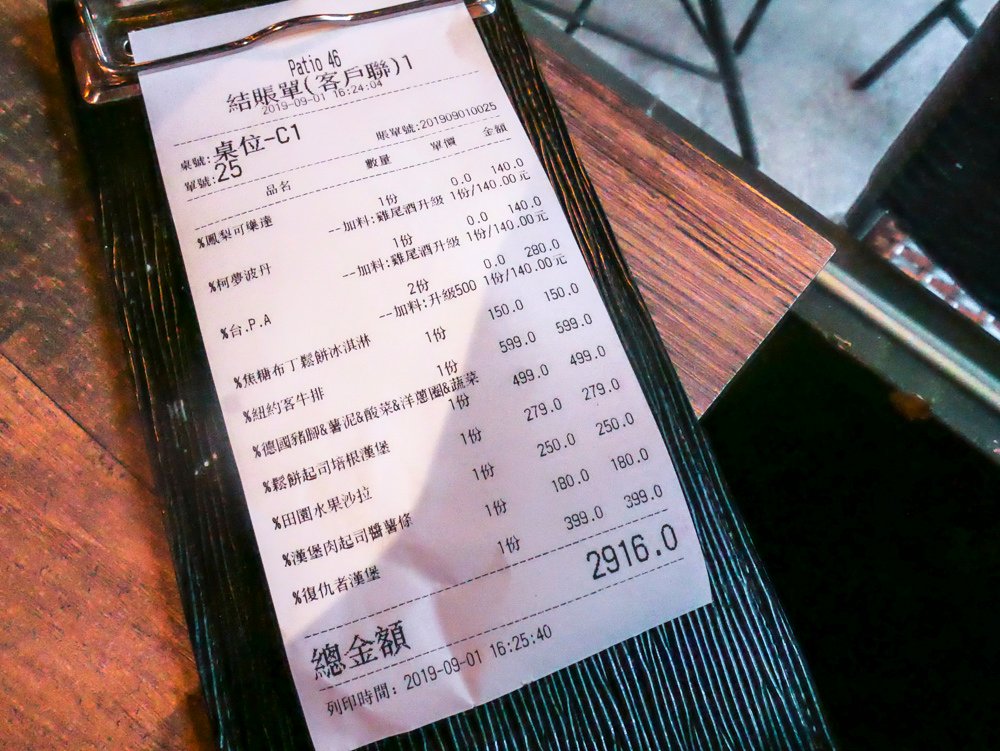 Patio 46
結賬單(客戶聯)1
2019-09-01 16:24:04
桌號:桌位-C1
單號:25 賬單號:201909010025
品名 數量 單價 金額
%鳳梨可樂達 1份 0.0 140.0
--加料:雞尾酒升級 1份/140.00元
%柯夢波丹 1份 0.0 140.0
--加料:雞尾酒升級 1份/140.00元
%台.P.A 2份 0.0 280.0
--加料:升級500 1份/140.00元
%焦糖布丁鬆餅冰淇淋 1份 150.0 150.0
%紐約客牛排 1份 599.0 599.0
%德國豬腳&薯泥&酸菜&洋蔥圈&蔬菜
1份 499.0 499.0
%鬆餅起司培根漢堡 1份 279.0 279.0
%田園水果沙拉 1份 250.0 250.0
%漢堡肉起司醬薯條 1份 180.0 180.0
%復仇者漢堡 1份 399.0 399.0
總金額 2916.0
列印時間: 2019-09-01 16:25:40